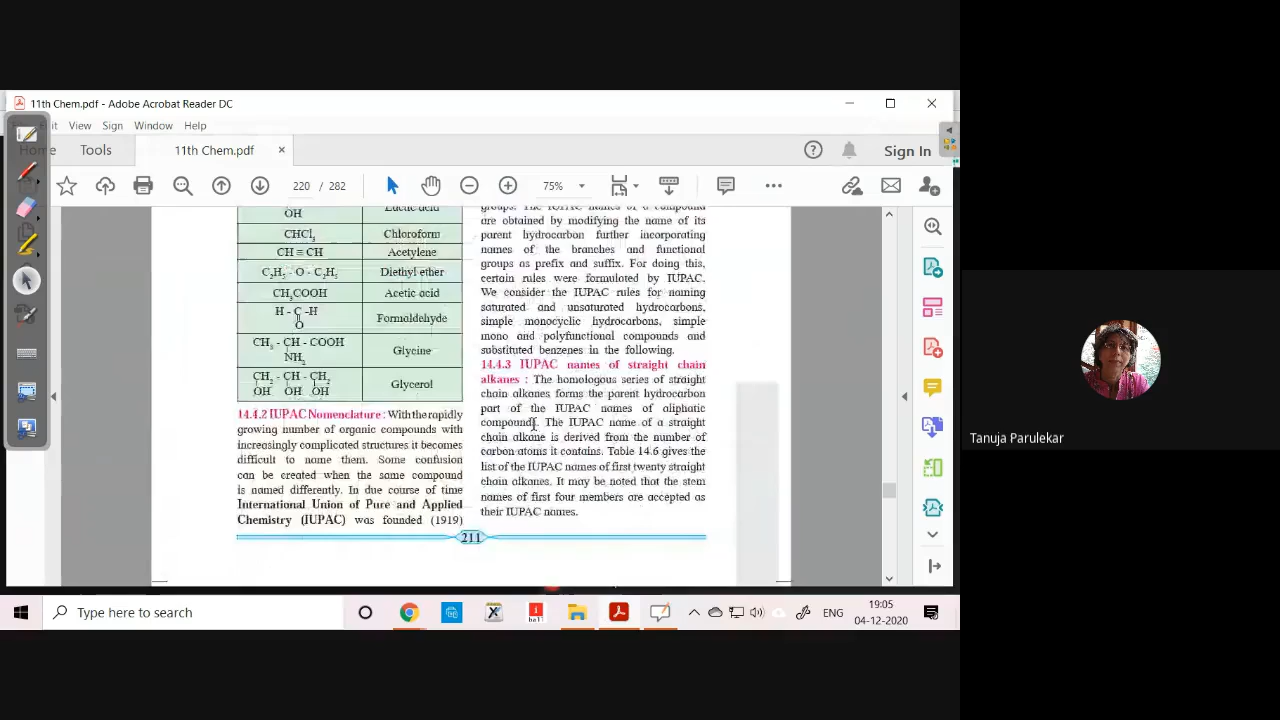 11th Chem.pdf - Adobe Acrobat Reader DC
View Sign Window Help
Tools
11th Chem.pdf ×
Sign In
220 / 282
75%
OH
CHCl3
Chloroform
CH ≡ CH
Acetylene
C2H5 - O - C2H5
Diethyl ether
CH3COOH
Acetic acid
H - C - H
O
Formaldehyde
CH3 - CH - COOH
NH2
Glycine
CH2 - CH - CH2
OH OH OH
Glycerol
14.4.2 IUPAC Nomenclature : With the rapidly
growing number of organic compounds with
increasingly complicated structures it becomes
difficult to name them. Some confusion
can be created when the same compound
is named differently. In due course of time
International Union of Pure and Applied
Chemistry (IUPAC) was founded (1919)
are obtained by modifying the name of its
parent hydrocarbon further incorporating
names of the branches and functional
groups as prefix and suffix. For doing this,
certain rules were formulated by IUPAC.
We consider the IUPAC rules for naming
saturated and unsaturated hydrocarbons,
simple monocyclic hydrocarbons, simple
mono and polyfunctional compounds and
substituted benzenes in the following.
14.4.3 IUPAC names of straight chain
alkanes : The homologous series of straight
chain alkanes forms the parent hydrocarbon
part of the IUPAC names of aliphatic
compounds. The IUPAC name of a straight
chain alkane is derived from the number of
carbon atoms it contains. Table 14.6 gives the
list of the IUPAC names of first twenty straight
chain alkanes. It may be noted that the stem
names of first four members are accepted as
their IUPAC names.
211
Tanuja Parulekar
Type here to search
ENG
19:05
04-12-2020